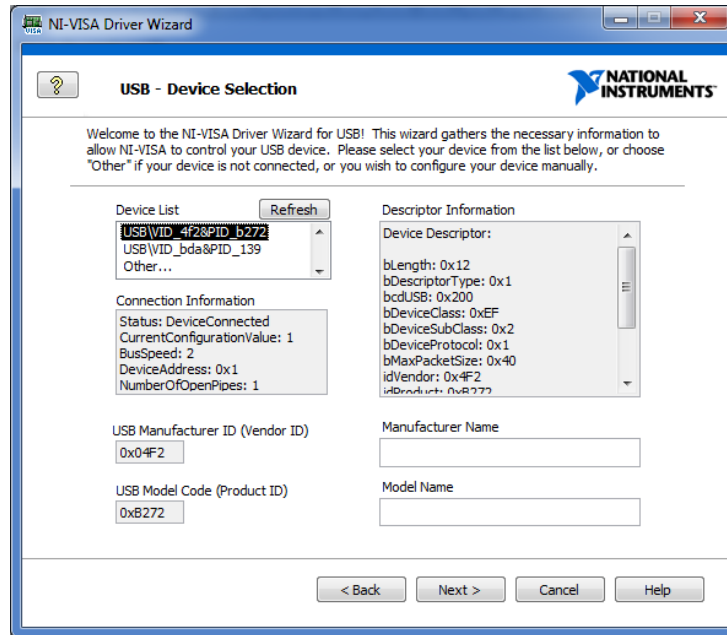 NI-VISA Driver Wizard
VISA
USB - Device Selection
NATIONAL
INSTRUMENTS
Welcome to the NI-VISA Driver Wizard for USB! This wizard gathers the necessary information to
allow NI-VISA to control your USB device. Please select your device from the list below, or choose
"Other" if your device is not connected, or you wish to configure your device manually.
Device List
Refresh
USB\VID_4f2&PID_b272
USB\VID_bda&PID_139
Other...
Connection Information
Status: DeviceConnected
CurrentConfigurationValue: 1
BusSpeed: 2
DeviceAddress: 0x1
NumberOfOpenPipes: 1
USB Manufacturer ID (Vendor ID)
0x04F2
USB Model Code (Product ID)
0xB272
Descriptor Information
Device Descriptor:
bLength: 0x12
bDescriptorType: 0x1
bcdUSB: 0x200
bDeviceClass: 0xEF
bDeviceSubClass: 0x2
bDeviceProtocol: 0x1
bMaxPacketSize: 0x40
idVendor: 0x4F2
idProduct: 0xB272
Manufacturer Name
Model Name
< Back
Next >
Cancel
Help